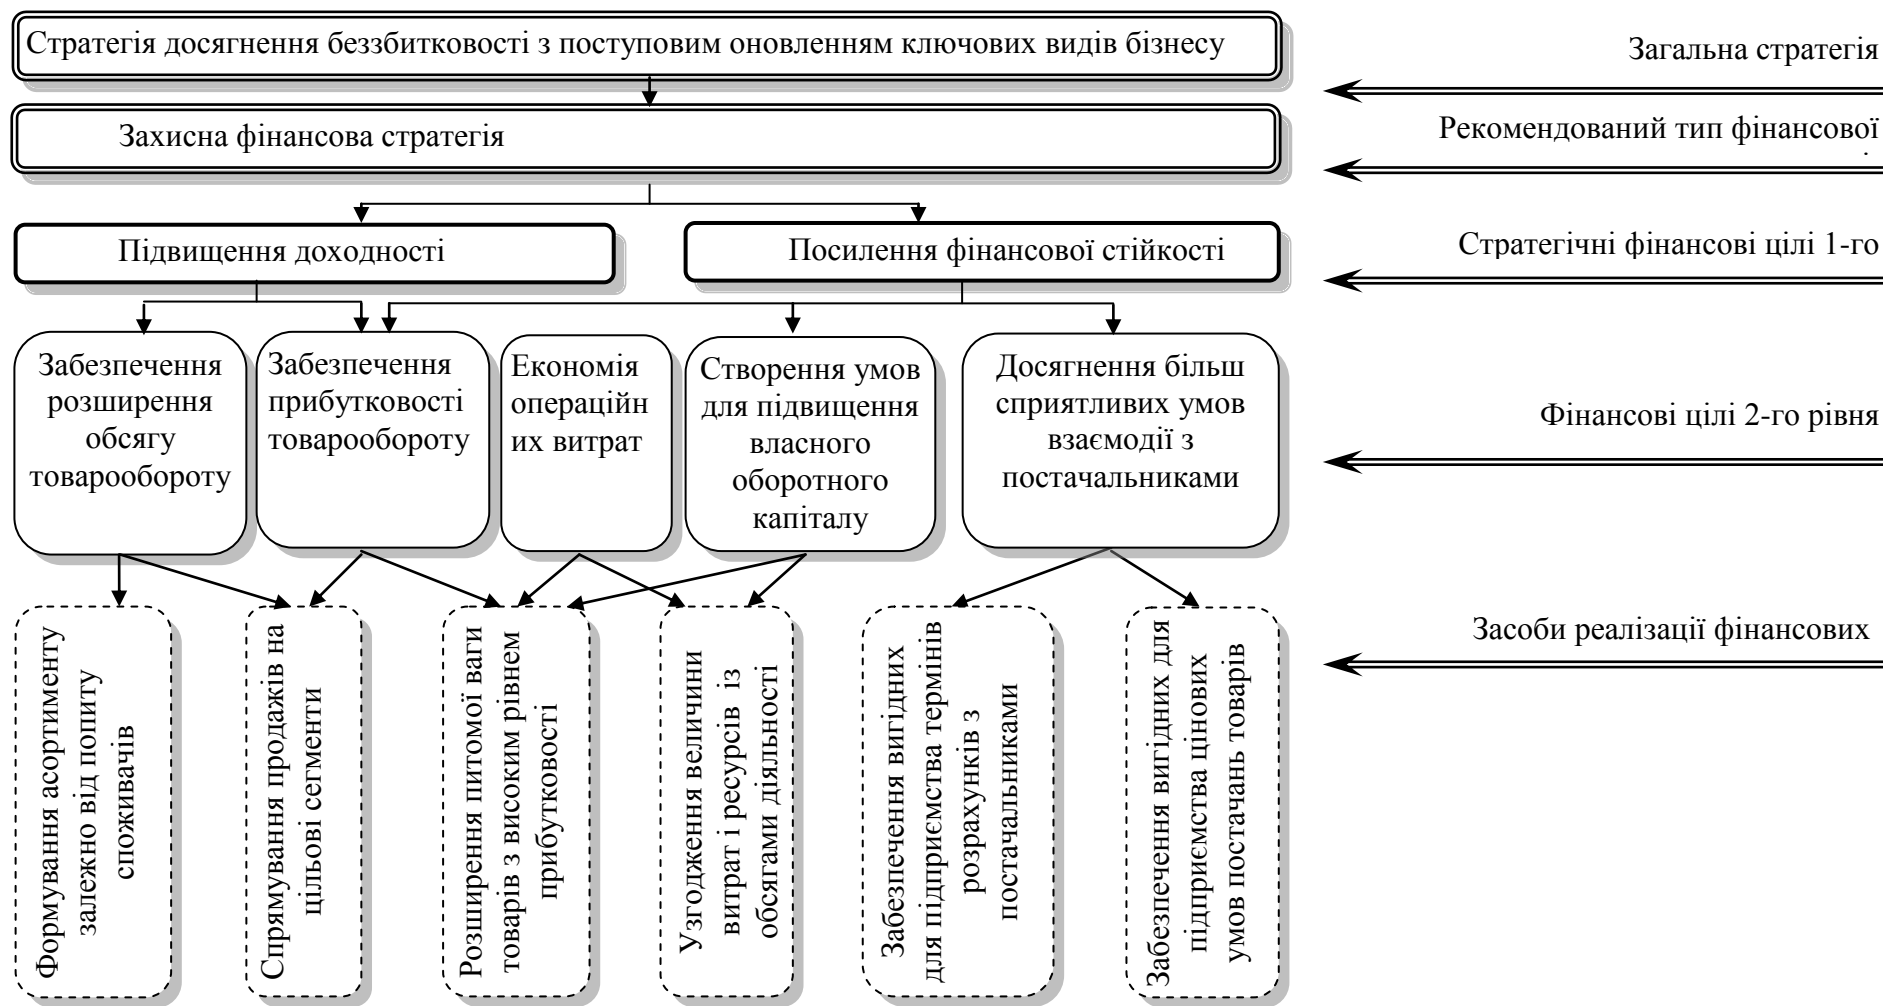 Стратегія досягнення беззбитковості з поступовим оновленням ключових видів бізнесу
Загальна стратегія
Захисна фінансова стратегія
Рекомендований тип фінансової
Підвищення доходності
Посилення фінансової стійкості
Стратегічні фінансові цілі 1-го
Забезпечення
розширення
обсягу
товарообороту
Забезпечення
прибутковості
товарообороту
Економія
операційн
их витрат
Створення умов
для підвищення
власного
оборотного
капіталу
Досягнення більш
сприятливих умов
взаємодії з
постачальниками
Фінансові цілі 2-го рівня
Формування асортименту
залежно від попиту
споживачів
Спрямування продажів на
цільові сегменти
Розширення питомої ваги
товарів з високим рівнем
прибутковості
Узгодження величини
витрат і ресурсів із
обсягами діяльності
Забезпечення вигідних
для підприємства термінів
розрахунків з
постачальниками
Забезпечення вигідних для
підприємства цінових
умов постачань товарів
Засоби реалізації фінансових